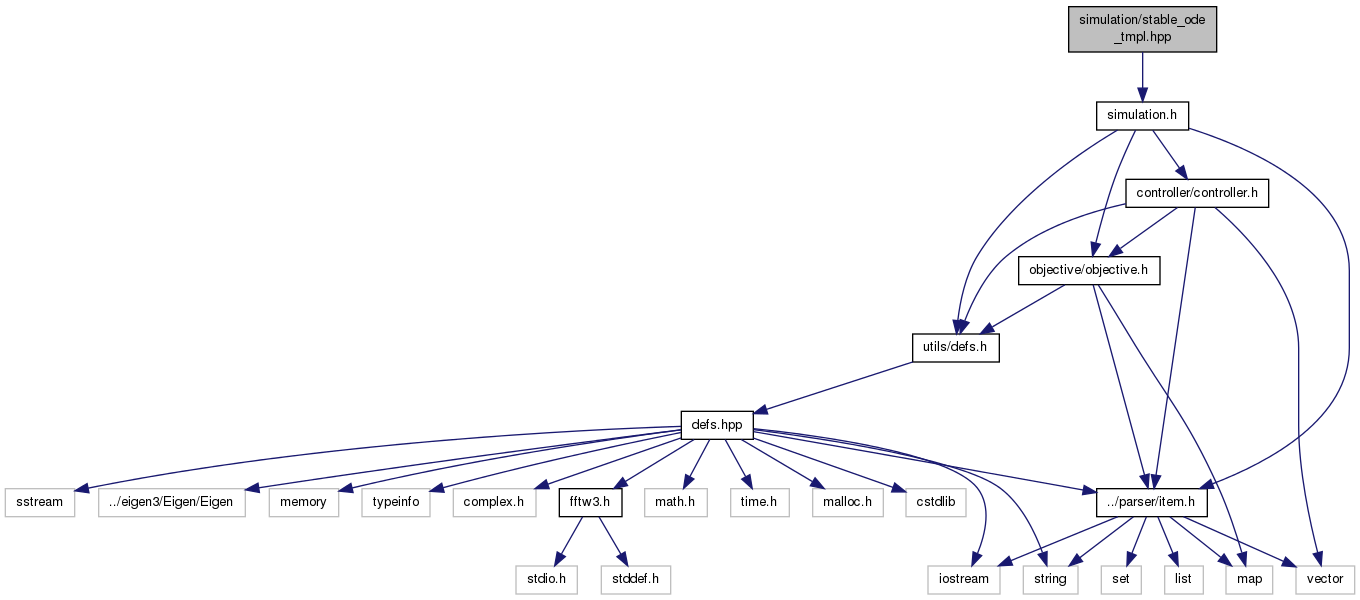 simulation/stable_ode
_tmpl.hpp
simulation.h
controller/controller.h
objective/objective.h
utils/defs.h
defs.hpp
sstream
../eigen3/Eigen/Eigen
memory
typeinfo
complex.h
fftw3.h
math.h
time.h
malloc.h
cstdlib
../parser/item.h
stdio.h
stddef.h
iostream
string
set
list
map
vector